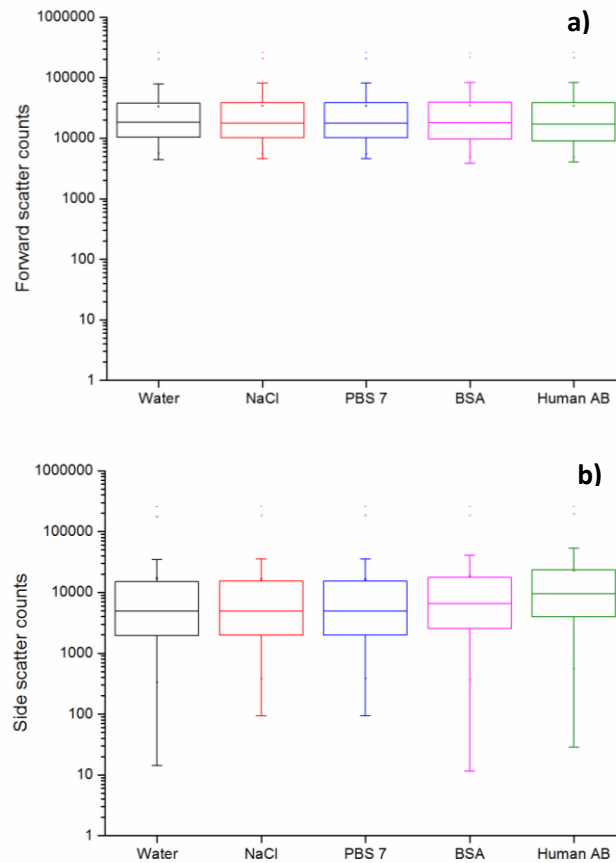 a)
1000000
100000
10000
1000
100
10
1
Forward scatter counts
Water NaCl PBS 7 BSA Human AB
b)
1000000
100000
10000
1000
100
10
1
Side scatter counts
Water NaCl PBS 7 BSA Human AB